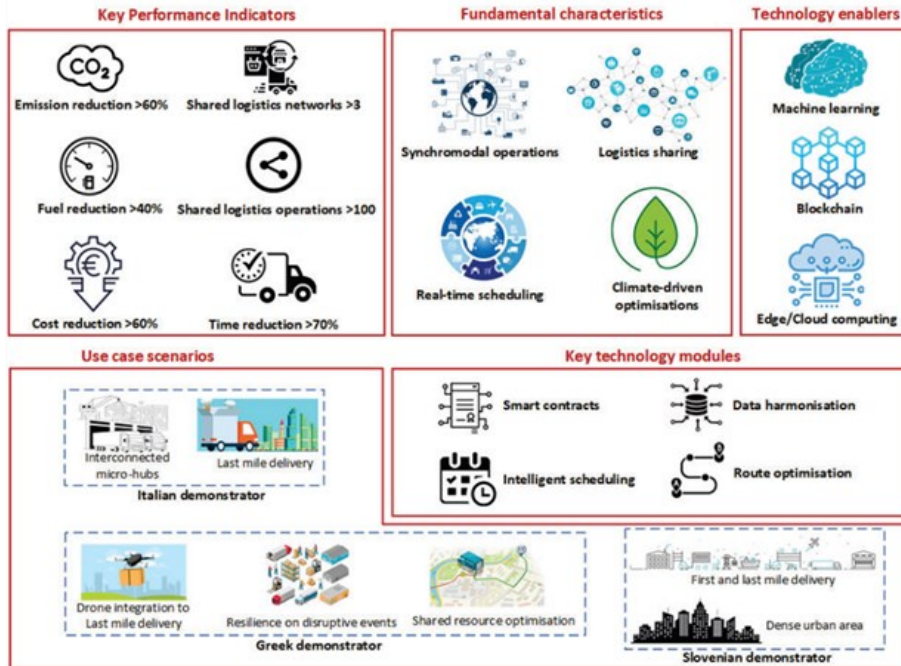 Key Performance Indicators
CO2
Emission reduction >60%
Shared logistics networks >3
Fuel reduction >40%
Shared logistics operations >100
€
Cost reduction >60%
Time reduction >70%
Fundamental characteristics
Synchromodal operations
Logistics sharing
Real-time scheduling
Climate-driven
optimisations
Technology enablers
Machine learning
Blockchain
Edge/Cloud computing
Use case scenarios
Interconnected
micro-hubs
Last mile delivery
Italian demonstrator
Key technology modules
Smart contracts
Data harmonisation
Intelligent scheduling
Route optimisation
Drone integration to
Last mile delivery
Resilience on disruptive events
Shared resource optimisation
Greek demonstrator
First and last mile delivery
Dense urban area
Slovenian demonstrator